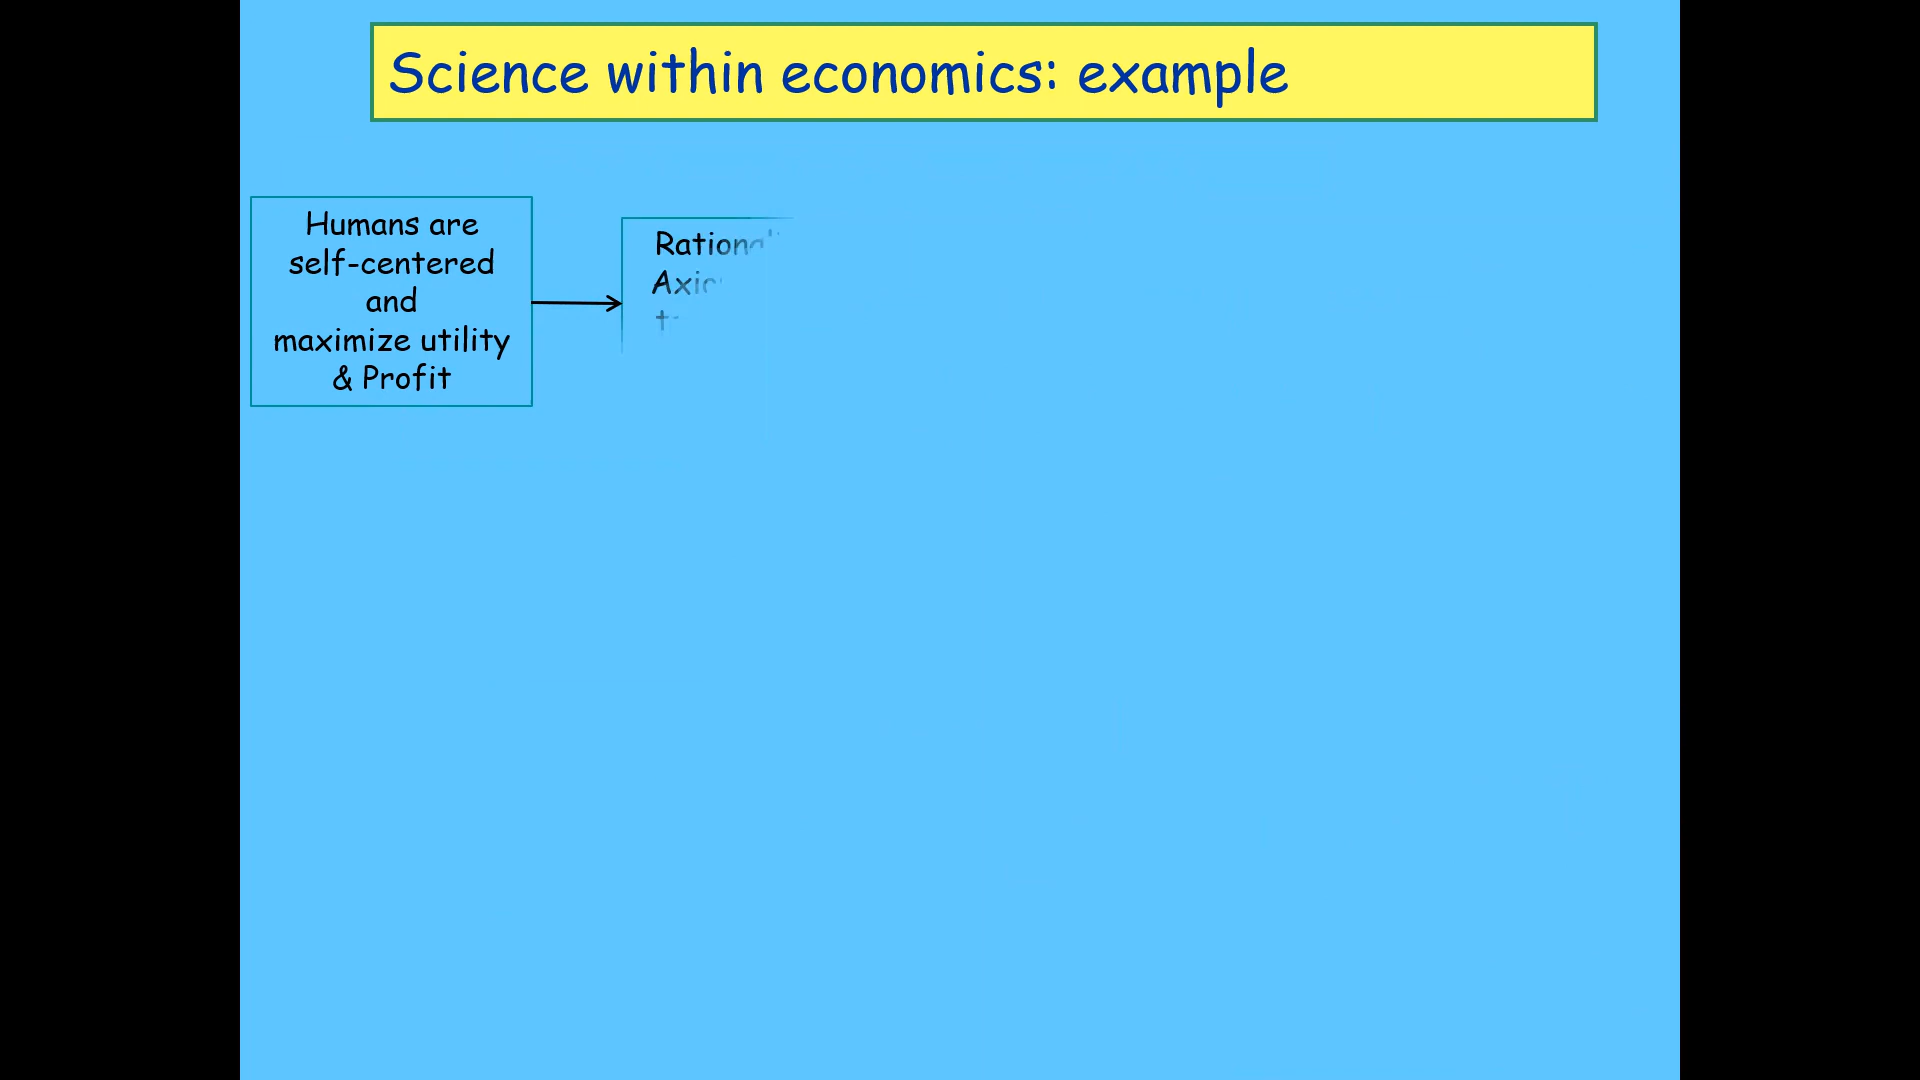 Science within economics: example
Humans are
self-centered
and
maximize utility
& Profit